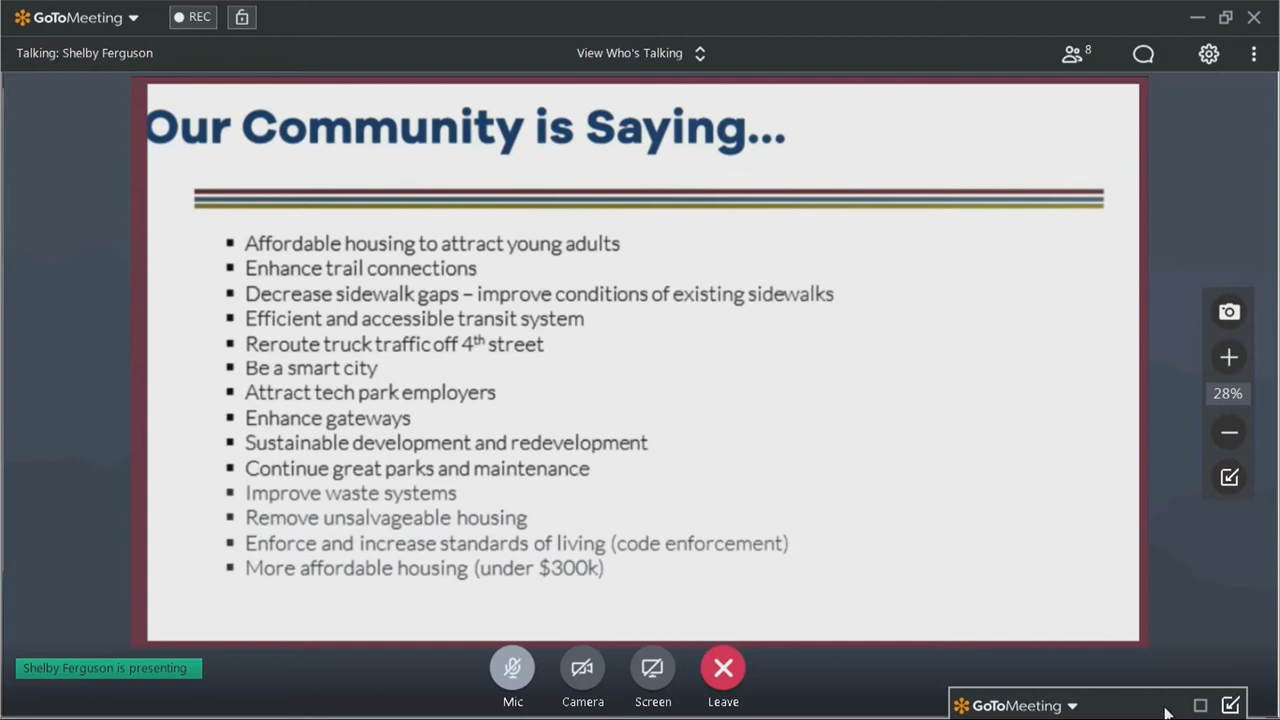 GoToMeeting
REC
Talking: Shelby Ferguson
View Who's Talking
8
Our Community is Saying...
▪ Affordable housing to attract young adults
▪ Enhance trail connections
▪ Decrease sidewalk gaps – improve conditions of existing sidewalks
▪ Efficient and accessible transit system
▪ Reroute truck traffic off 4th street
▪ Be a smart city
▪ Attract tech park employers
▪ Enhance gateways
▪ Sustainable development and redevelopment
▪ Continue great parks and maintenance
▪ Improve waste systems
▪ Remove unsalvageable housing
▪ Enforce and increase standards of living (code enforcement)
▪ More affordable housing (under $300k)
28%
Shelby Ferguson is presenting
Mic
Camera
Screen
Leave
GoToMeeting